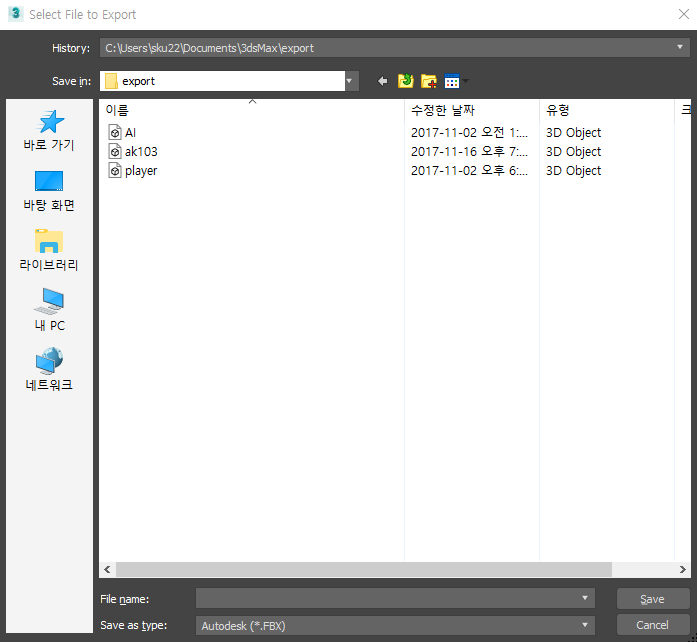 Select File to Export
History: C:\Users\sku22\Documents\3dsMax\export
Save in: export
이름 수정한 날짜 유형 크
AI 2017-11-02 오전 1:... 3D Object
ak103 2017-11-16 오후 7:... 3D Object
player 2017-11-02 오후 6:... 3D Object
바로 가기
바탕 화면
라이브러리
내 PC
네트워크
File name: Save
Save as type: Autodesk (*.FBX) Cancel